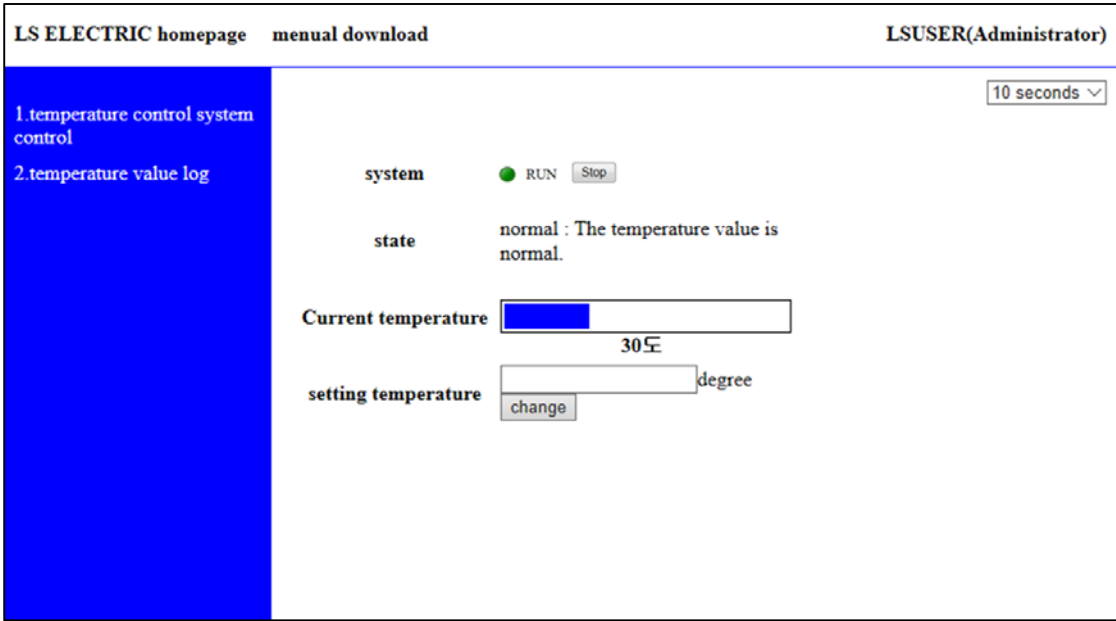 LS ELECTRIC homepage menual download LSUSER(Administrator)
10 seconds
1.temperature control system
control
2.temperature value log
system RUN Stop
state normal : The temperature value is
normal.
Current temperature
30도
setting temperature degree
change